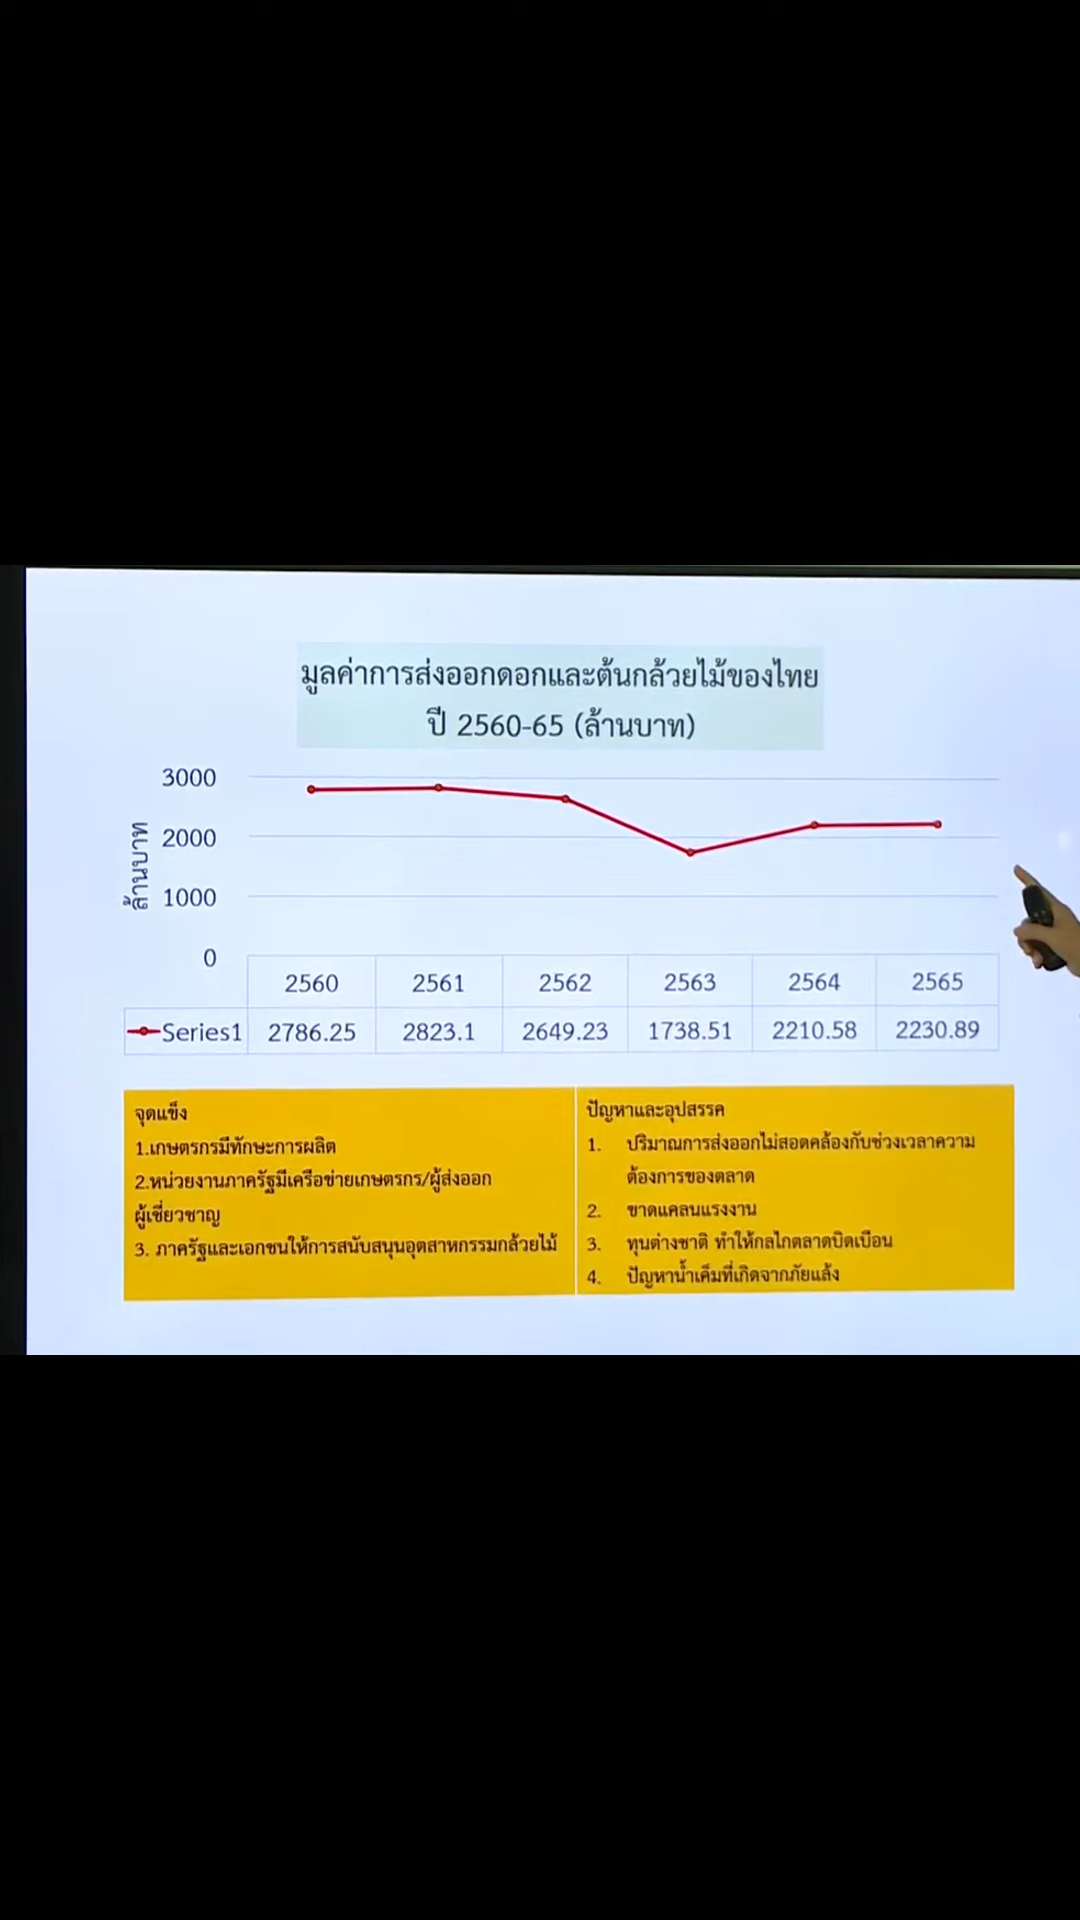 มูลค่าการส่งออกดอกและต้นกล้วยไม้ของไทย
ปี 2560-65 (ล้านบาท)
ล้านบาท
3000
2000
1000
0
2560 2561 2562 2563 2564 2565
Series1 2786.25 2823.1 2649.23 1738.51 2210.58 2230.89
จุดแข็ง
1.เกษตรกรมีทักษะการผลิต
2.หน่วยงานภาครัฐมีเครือข่ายเกษตรกร/ผู้ส่งออก
ผู้เชี่ยวชาญ
3. ภาครัฐและเอกชนให้การสนับสนุนอุตสาหกรรมกล้วยไม้
ปัญหาและอุปสรรค
1. ปริมาณการส่งออกไม่สอดคล้องกับช่วงเวลาความ
ต้องการของตลาด
2. ขาดแคลนแรงงาน
3. ทุนต่างชาติ ทำให้กลไกตลาดบิดเบือน
4. ปัญหาน้ำเค็มที่เกิดจากภัยแล้ง